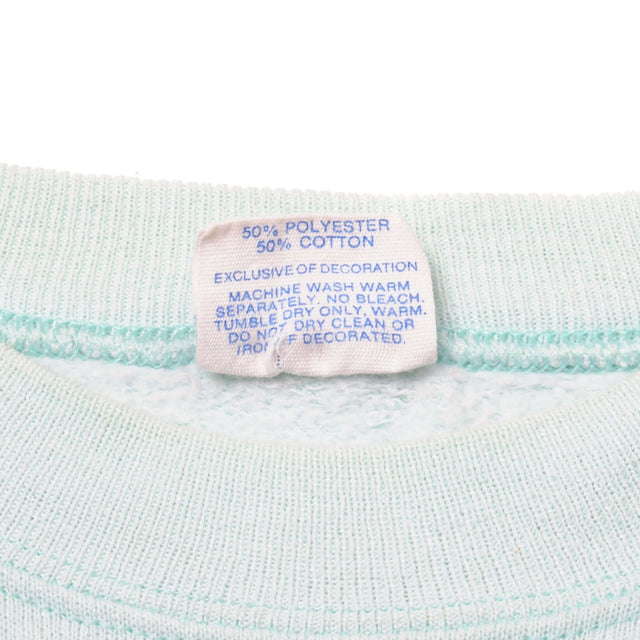 50% POLYESTER
50% COTTON
EXCLUSIVE OF DECORATION
MACHINE WASH WARM
SEPARATELY, NO BLEACH.
TUMBLE DRY ONLY, WARM.
DO NOT DRY CLEAN OR
IRON IF DECORATED.